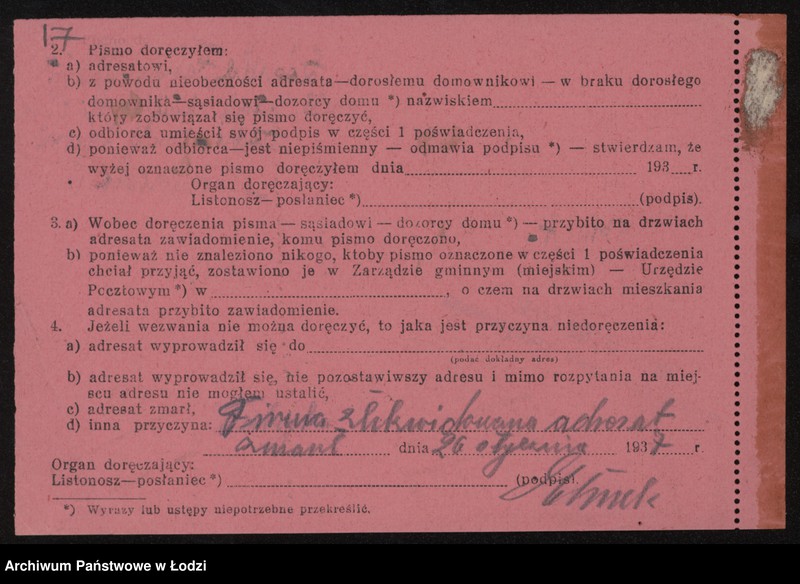 17
2. Pismo doręczyłem:
a) adresatowi,
b) z powodu nieobecności adresata—dorosłemu domownikowi — w braku dorosłego
domownika—sąsiadowi—dozorcy domu *) nazwiskiem
który zobowiązał się pismo doręczyć,
c) odbiorca umieścił swój podpis w części 1 poświadczenia,
d) ponieważ odbiorca—jest niepiśmienny — odmawia podpisu *) — stwierdzam, że
wyżej oznaczone pismo doręczyłem dnia 193 r.
Organ doręczający:
Listonosz—posłaniec *) (podpis).
3. a) Wobec doręczenia pisma — sąsiadowi — dozorcy domu *) — przybito na drzwiach
adresata zawiadomienie, komu pismo doręczono,
b) ponieważ nie znaleziono nikogo, ktoby pismo oznaczone w części 1 poświadczenia
chciał przyjąć, zostawiono je w Zarządzie gminnym (miejskim) — Urzędzie
Pocztowym *) w , o czem na drzwiach mieszkania
adresata przybito zawiadomienie.
4. Jeżeli wezwania nie można doręczyć, to jaka jest przyczyna niedoręczenia:
a) adresat wyprowadził się do
(podać dokładny adres)
b) adresat wyprowadził się, nie pozostawiwszy adresu i mimo rozpytania na miej-
scu adresu nie mogłem ustalić,
c) adresat zmarł,
d) inna przyczyna: Firma zlikwidowana adresat
zmarł dnia 26 stycznia 1937 r.
Organ doręczający:
Listonosz—posłaniec *) (podpis).
*) Wyrazy lub ustępy niepotrzebne przekreślić.
Archiwum Państwowe w Łodzi